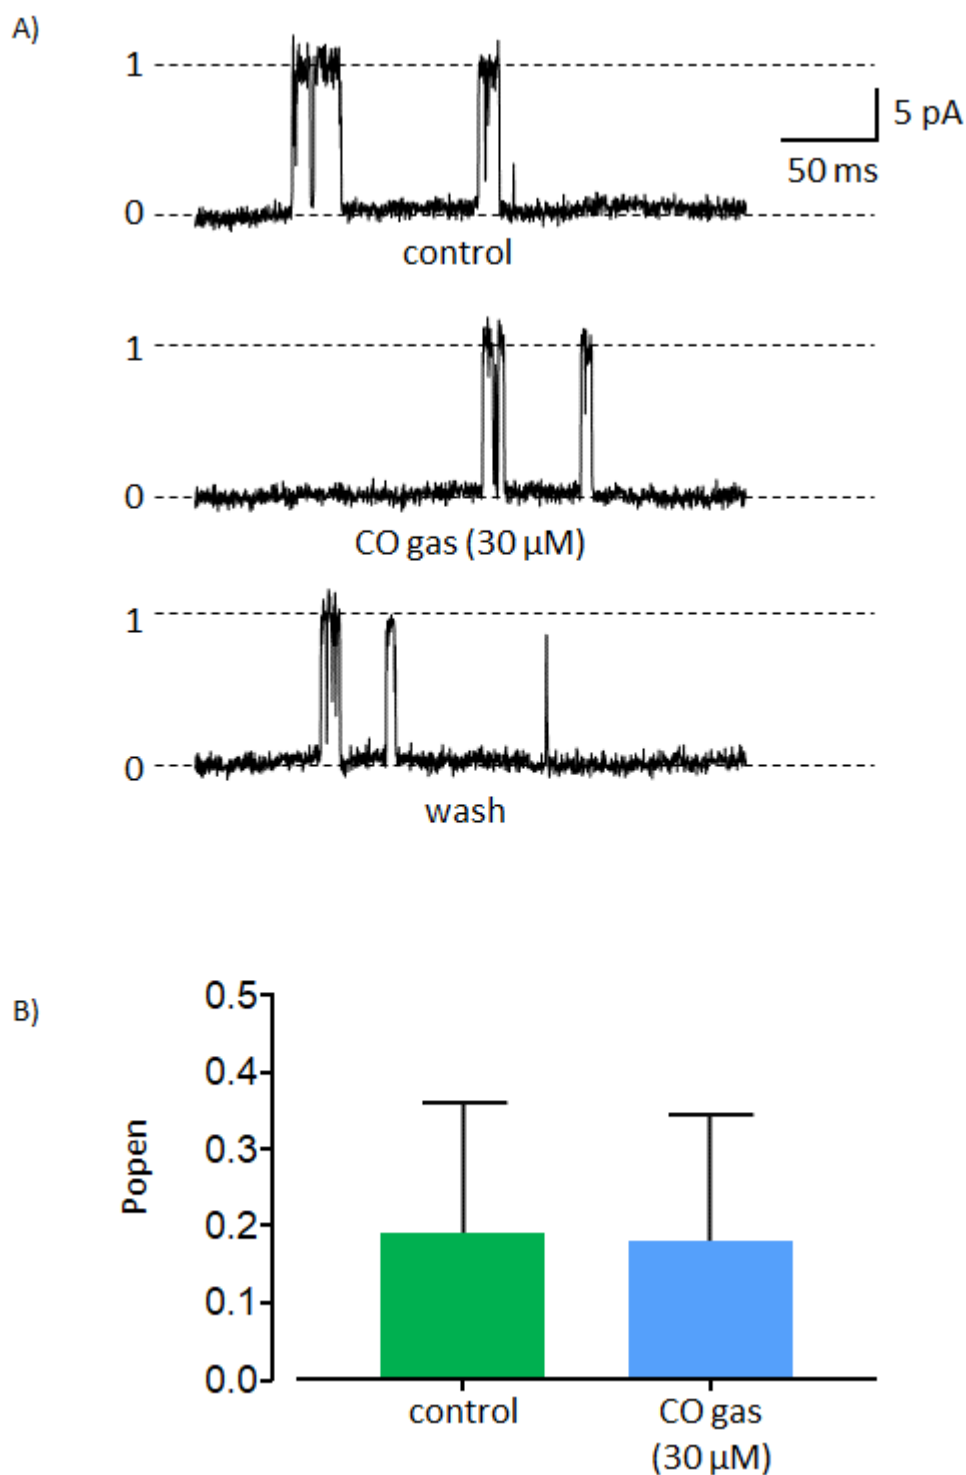 A)
1
5 pA
50 ms
0
control
1
0
CO gas (30 µM)
1
0
wash
B)
0.5
0.4
0.3
0.2
0.1
0.0
Popen
control
CO gas
(30 µM)